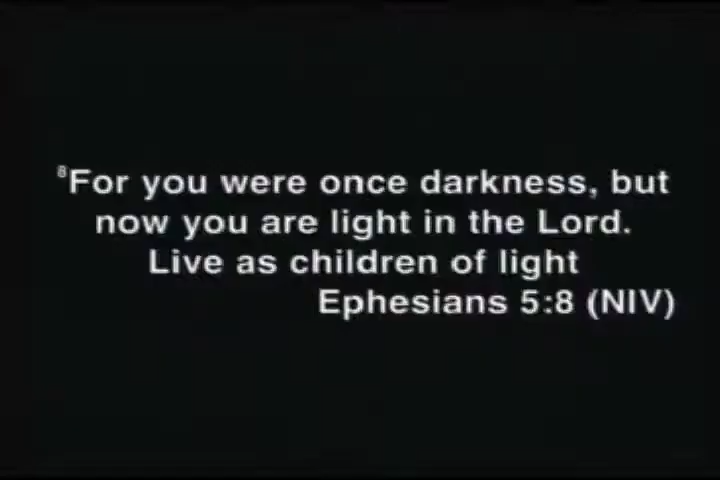 ⁸For you were once darkness, but
now you are light in the Lord.
Live as children of light
Ephesians 5:8 (NIV)